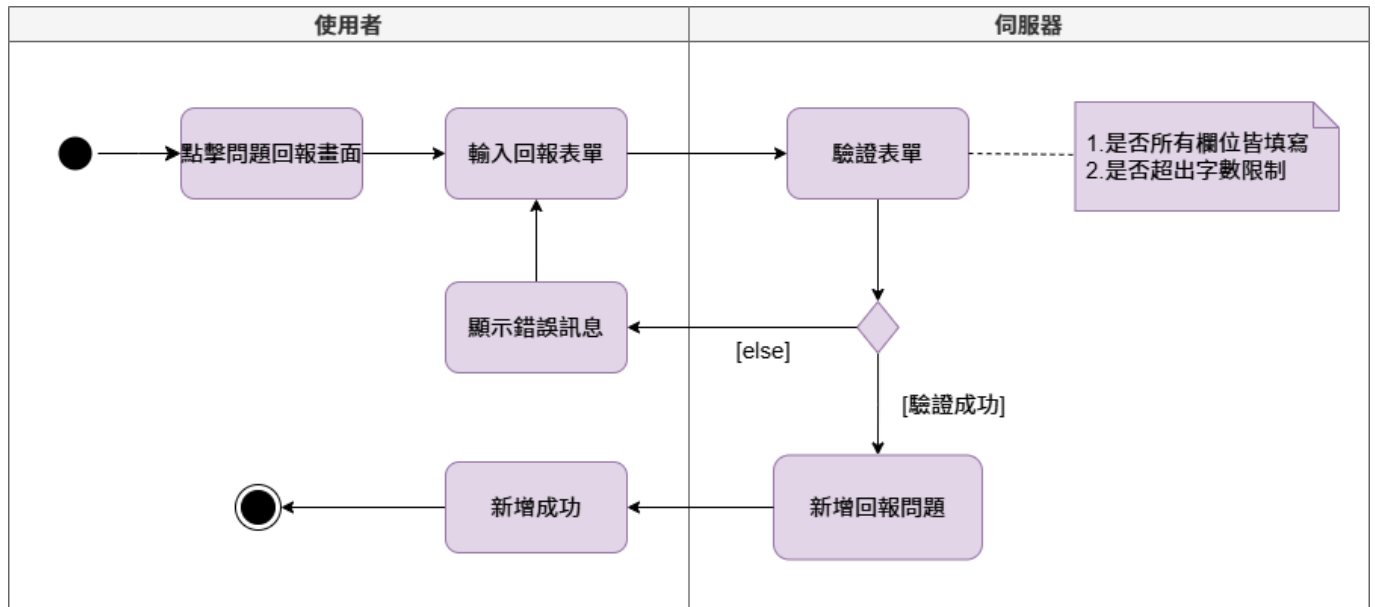 使用者
伺服器
點擊問題回報畫面
輸入回報表單
驗證表單
1.是否所有欄位皆填寫
2.是否超出字數限制
顯示錯誤訊息
[else]
[驗證成功]
新增成功
新增回報問題